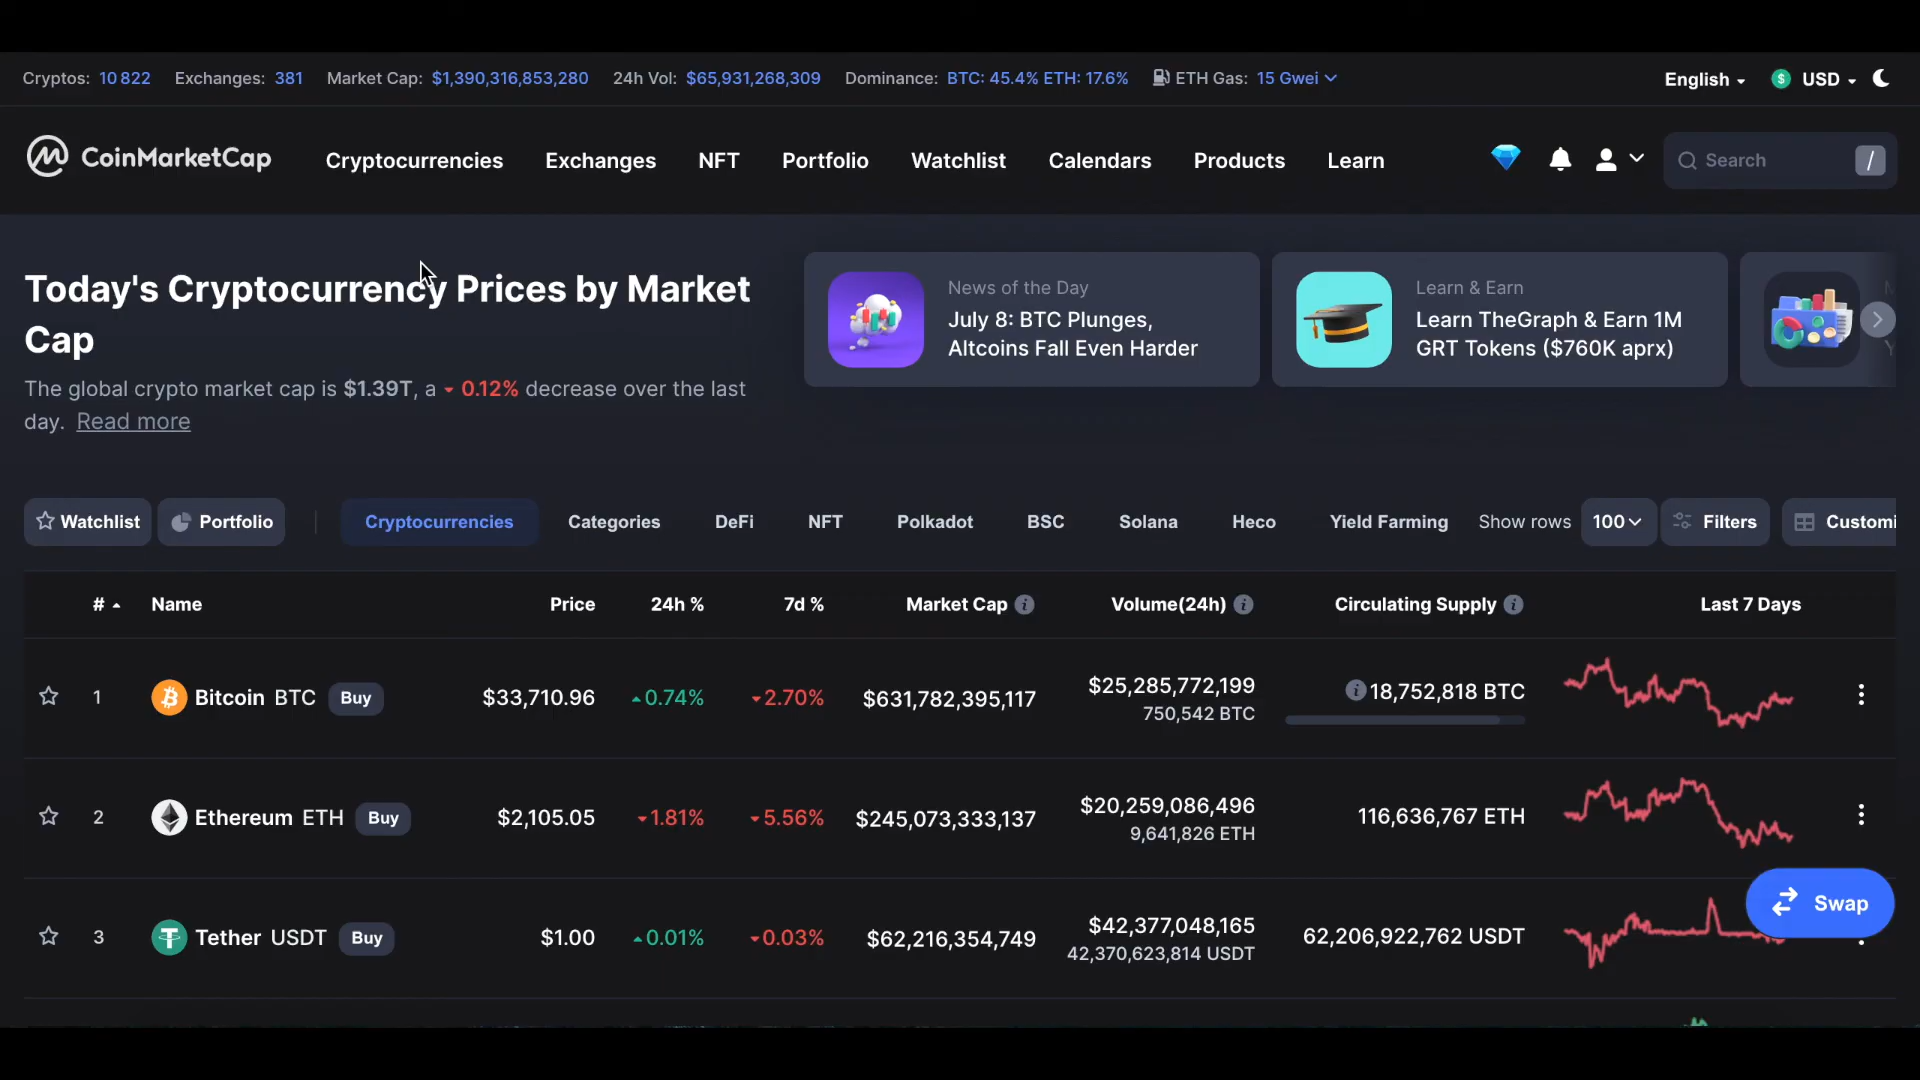 Cryptos: 10 822 Exchanges: 381 Market Cap: $1,390,316,853,280 24h Vol: $65,931,268,309 Dominance: BTC: 45.4% ETH: 17.6% ETH Gas: 15 Gwei English USD
CoinMarketCap Cryptocurrencies Exchanges NFT Portfolio Watchlist Calendars Products Learn Search /
Today's Cryptocurrency Prices by Market
Cap
The global crypto market cap is $1.39T, a 0.12% decrease over the last
day. Read more
News of the Day
July 8: BTC Plunges,
Altcoins Fall Even Harder
Learn & Earn
Learn TheGraph & Earn 1M
GRT Tokens ($760K aprx)
Watchlist Portfolio Cryptocurrencies Categories DeFi NFT Polkadot BSC Solana Heco Yield Farming Show rows 100 Filters Customi
# Name Price 24h % 7d % Market Cap Volume(24h) Circulating Supply Last 7 Days
1 Bitcoin BTC Buy $33,710.96 0.74% 2.70% $631,782,395,117 $25,285,772,199 18,752,818 BTC
750,542 BTC
2 Ethereum ETH Buy $2,105.05 1.81% 5.56% $245,073,333,137 $20,259,086,496 116,636,767 ETH
9,641,826 ETH
3 Tether USDT Buy $1.00 0.01% 0.03% $62,216,354,749 $42,377,048,165 62,206,922,762 USDT
42,370,623,814 USDT
Swap